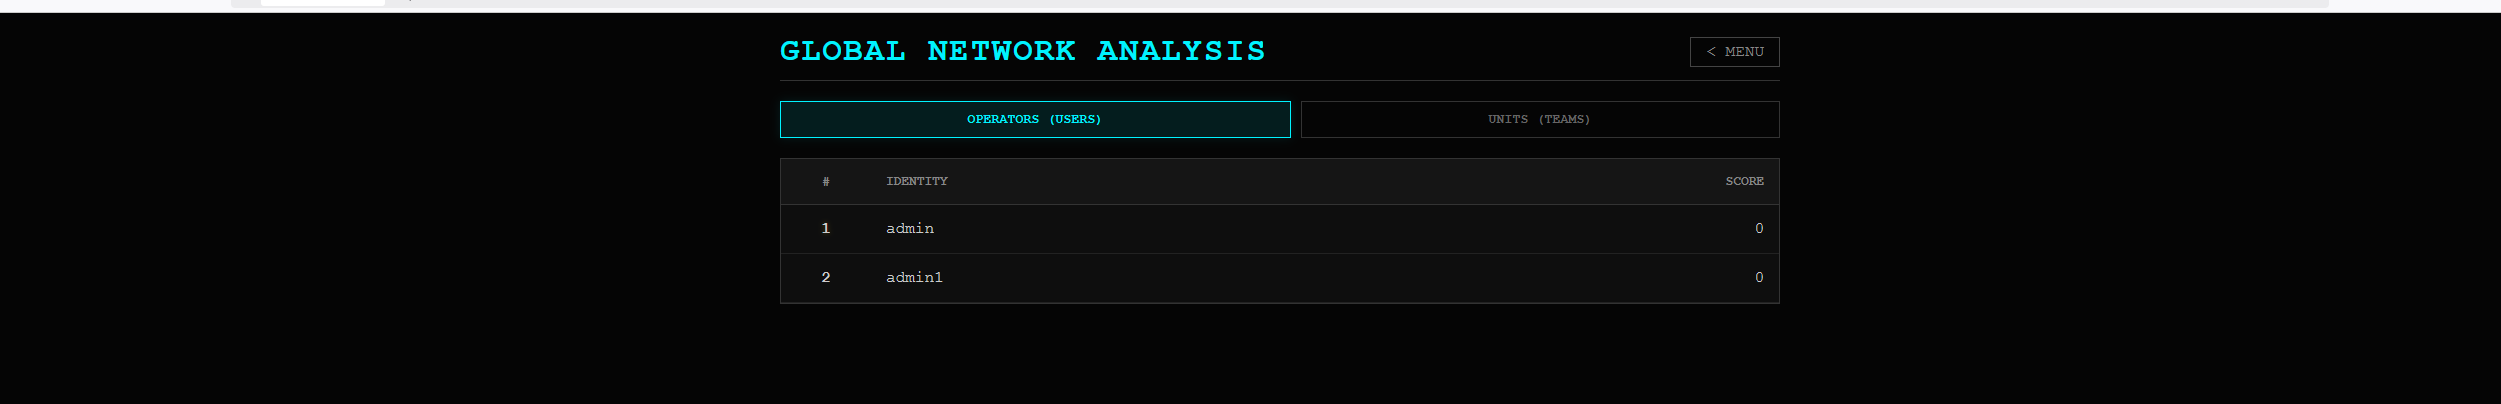 GLOBAL NETWORK ANALYSIS
< MENU
OPERATORS (USERS)
UNITS (TEAMS)
# IDENTITY SCORE
1 admin 0
2 admin1 0